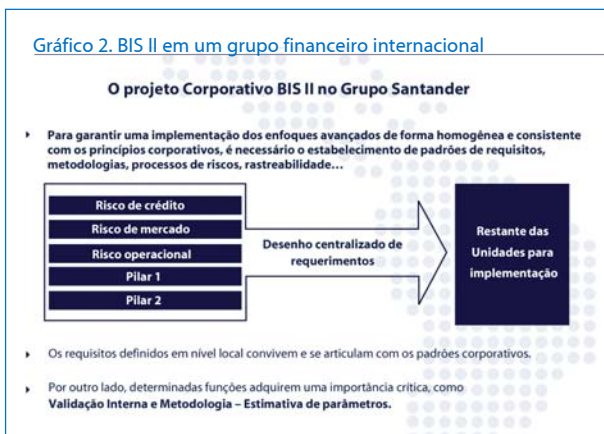 Gráfico 2. BIS II em um grupo financeiro internacional
O projeto Corporativo BIS II no Grupo Santander
Para garantir uma implementação dos enfoques avançados de forma homogênea e consistente
com os princípios corporativos, é necessário o estabelecimento de padrões de requisitos,
metodologias, processos de riscos, rastreabilidade…
Risco de crédito
Risco de mercado
Risco operacional
Pilar 1
Pilar 2
Desenho centralizado de
requerimentos
Restante das
Unidades para
implementação
Os requisitos definidos em nível local convivem e se articulam com os padrões corporativos.
Por outro lado, determinadas funções adquirem uma importância crítica, como
Validação Interna e Metodologia – Estimativa de parâmetros.